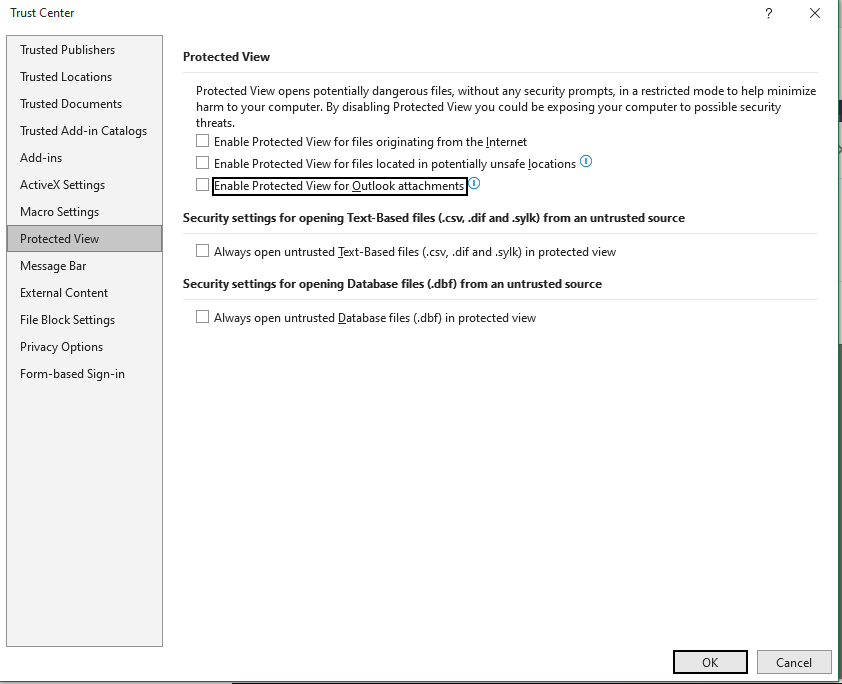 Trust Center
?
Trusted Publishers
Trusted Locations
Trusted Documents
Trusted Add-in Catalogs
Add-ins
ActiveX Settings
Macro Settings
Protected View
Message Bar
External Content
File Block Settings
Privacy Options
Form-based Sign-in
Protected View
Protected View opens potentially dangerous files, without any security prompts, in a restricted mode to help minimize
harm to your computer. By disabling Protected View you could be exposing your computer to possible security
threats.
Enable Protected View for files originating from the Internet
Enable Protected View for files located in potentially unsafe locations
Enable Protected View for Outlook attachments
Security settings for opening Text-Based files (.csv, .dif and .sylk) from an untrusted source
Always open untrusted Text-Based files (.csv, .dif and .sylk) in protected view
Security settings for opening Database files (.dbf) from an untrusted source
Always open untrusted Database files (.dbf) in protected view
OK
Cancel